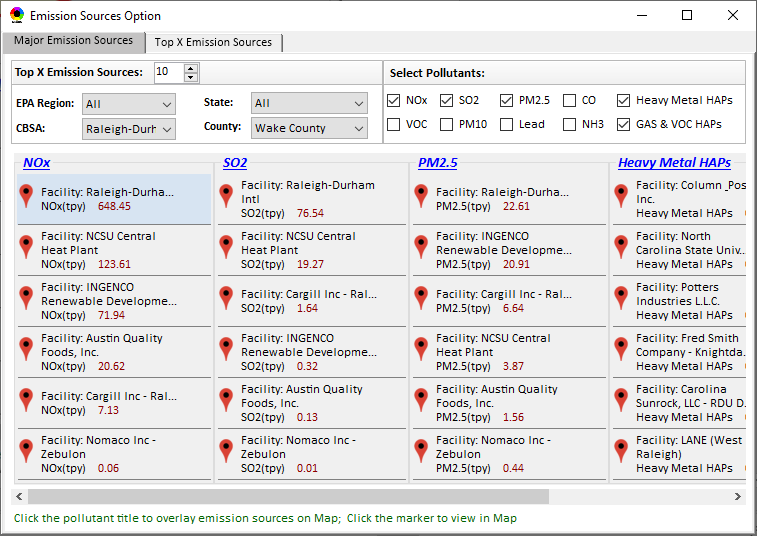 Emission Sources Option
Major Emission Sources
Top X Emission Sources
Top X Emission Sources: 10
EPA Region: All
State: All
CBSA: Raleigh-Durh
County: Wake County
Select Pollutants:
NOx SO2 PM2.5 CO Heavy Metal HAPs
VOC PM10 Lead NH3 GAS & VOC HAPs
NOx
Facility: Raleigh-Durha...
NOx(tpy) 648.45
Facility: NCSU Central
Heat Plant
NOx(tpy) 123.61
Facility: INGENCO
Renewable Developme...
NOx(tpy) 71.94
Facility: Austin Quality
Foods, Inc.
NOx(tpy) 20.62
Facility: Cargill Inc - Ral...
NOx(tpy) 7.13
Facility: Nomaco Inc -
Zebulon
NOx(tpy) 0.06
SO2
Facility: Raleigh-Durham
Intl
SO2(tpy) 76.54
Facility: NCSU Central
Heat Plant
SO2(tpy) 19.27
Facility: Cargill Inc - Ral...
SO2(tpy) 1.64
Facility: INGENCO
Renewable Developme...
SO2(tpy) 0.32
Facility: Austin Quality
Foods, Inc.
SO2(tpy) 0.13
Facility: Nomaco Inc -
Zebulon
SO2(tpy) 0.01
PM2.5
Facility: Raleigh-Durha...
PM2.5(tpy) 22.61
Facility: INGENCO
Renewable Developme...
PM2.5(tpy) 20.91
Facility: Cargill Inc - Ral...
PM2.5(tpy) 6.64
Facility: NCSU Central
Heat Plant
PM2.5(tpy) 3.87
Facility: Austin Quality
Foods, Inc.
PM2.5(tpy) 1.56
Facility: Nomaco Inc -
Zebulon
PM2.5(tpy) 0.44
Heavy Metal HAPs
Facility: Column _Pos
Inc.
Heavy Metal HAPs
Facility: North
Carolina State Univ..
Heavy Metal HAPs
Facility: Potters
Industries L.L.C.
Heavy Metal HAPs
Facility: Fred Smith
Company - Knightda..
Heavy Metal HAPs
Facility: Carolina
Sunrock, LLC - RDU D.
Heavy Metal HAPs
Facility: LANE (West
Raleigh)
Heavy Metal HAPs
Click the pollutant title to overlay emission sources on Map; Click the marker to view in Map